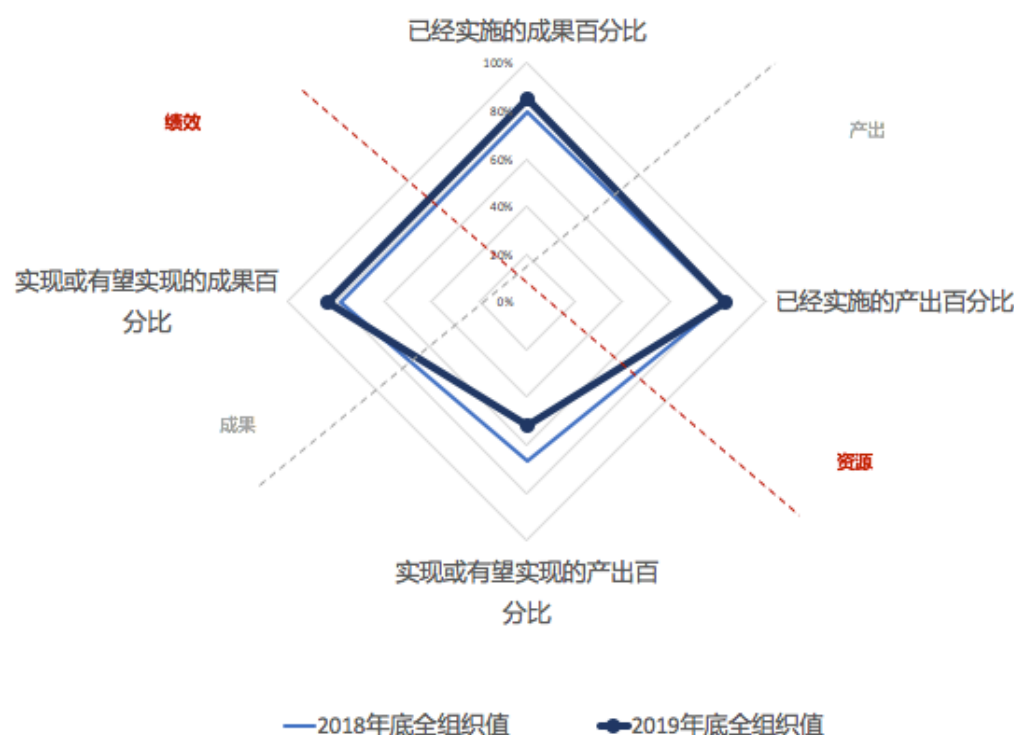 已经实施的成果百分比
100%
绩效
80%
产出
60%
40%
20%
实现或有望实现的成果百
分比
0%
已经实施的产出百分比
成果
资源
实现或有望实现的产出百
分比
2018年底全组织值
2019年底全组织值